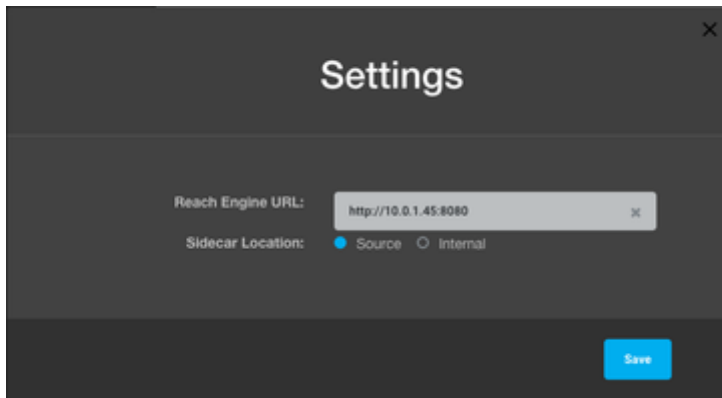 Settings
Reach Engine URL: http://10.0.1.45:8080
Sidecar Location: Source Internal
Save